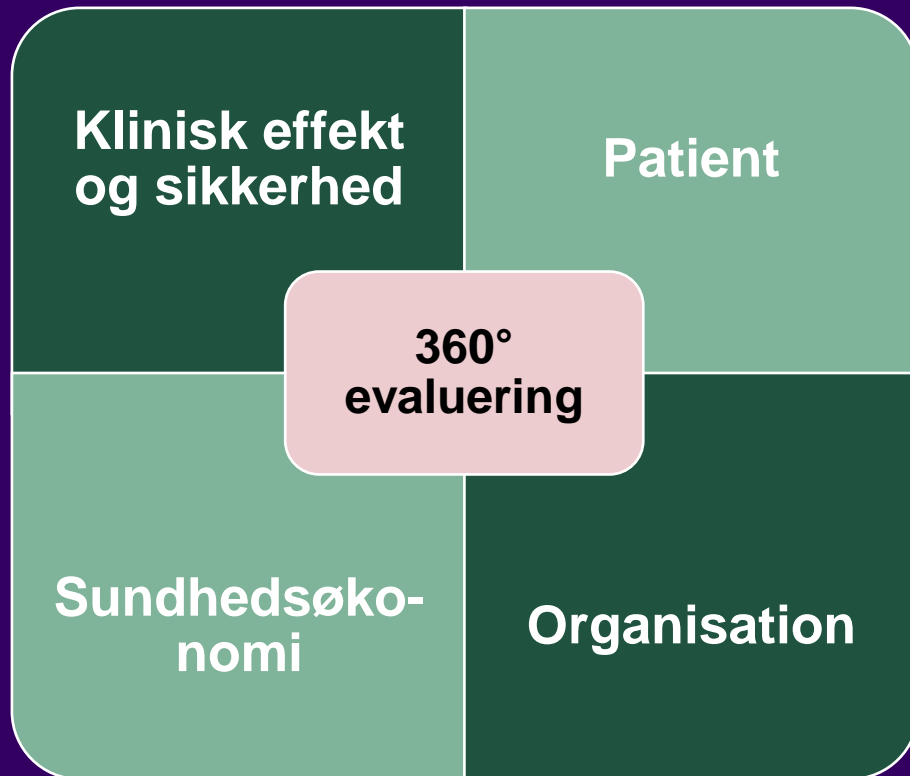 Klinisk effekt
og sikkerhed
Patient
360°
evaluering
Sundhedsøko-
nomi
Organisation